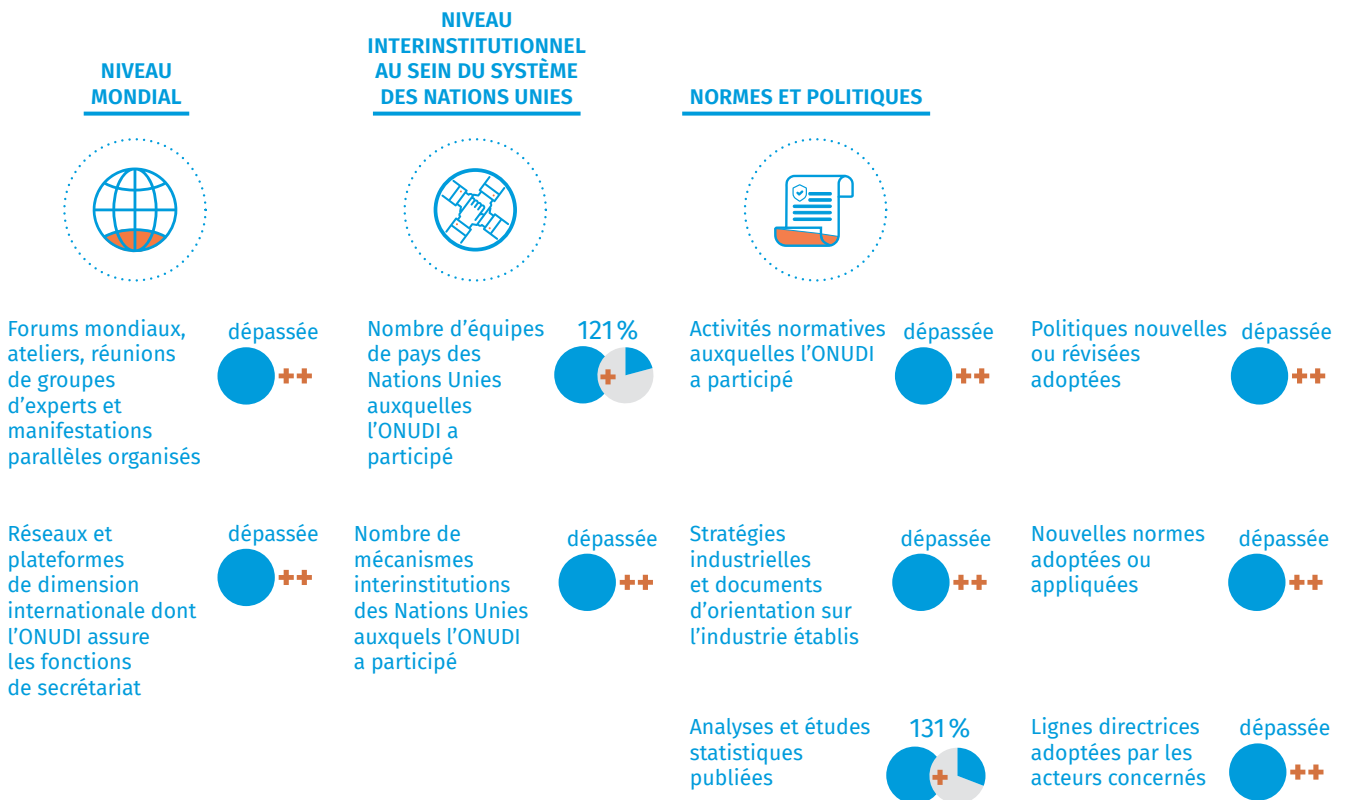 NIVEAU
MONDIAL
NIVEAU
INTERINSTITUTIONNEL
AU SEIN DU SYSTÈME
DES NATIONS UNIES
NORMES ET POLITIQUES
Forums mondiaux,
ateliers, réunions
de groupes
d’experts et
manifestations
parallèles organisés
dépassée
++
Nombre d’équipes
de pays des
Nations Unies
auxquelles
l’ONUDI a
participé
121 %
+
Activités normatives
auxquelles l’ONUDI
a participé
dépassée
++
Politiques nouvelles
ou révisées
adoptées
dépassée
++
Réseaux et
plateformes
de dimension
internationale dont
l’ONUDI assure
les fonctions
de secrétariat
dépassée
++
Nombre de
mécanismes
interinstitutions
des Nations Unies
auxquels l’ONUDI
a participé
dépassée
++
Stratégies
industrielles
et documents
d’orientation sur
l’industrie établis
dépassée
++
Nouvelles normes
adoptées ou
appliquées
dépassée
++
Analyses et études
statistiques
publiées
131 %
+
Lignes directrices
adoptées par les
acteurs concernés
dépassée
++